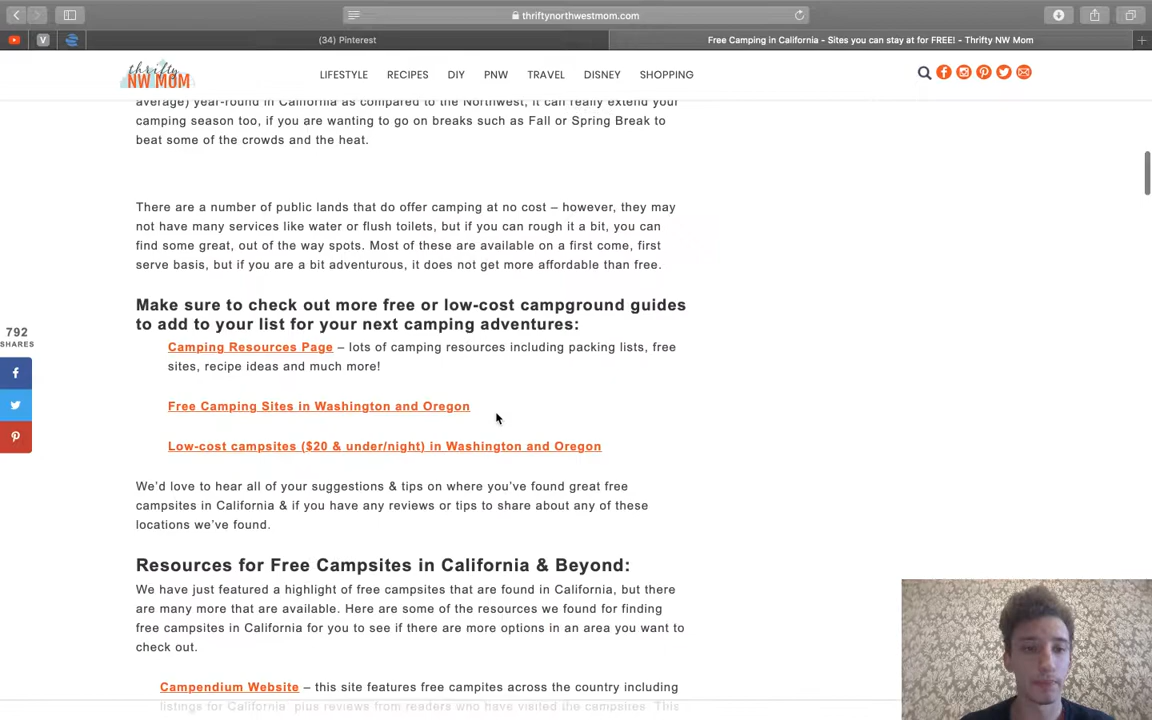 thriftynorthwestmom.com
(34) Pinterest
Free Camping in California - Sites you can stay at for FREE! - Thrifty NW Mom
thrifty
NW MOM
LIFESTYLE RECIPES DIY PNW TRAVEL DISNEY SHOPPING
average) year-round in California as compared to the Northwest, it can really extend your
camping season too, if you are wanting to go on breaks such as Fall or Spring Break to
beat some of the crowds and the heat.
There are a number of public lands that do offer camping at no cost – however, they may
not have many services like water or flush toilets, but if you can rough it a bit, you can
find some great, out of the way spots. Most of these are available on a first come, first
serve basis, but if you are a bit adventurous, it does not get more affordable than free.
Make sure to check out more free or low-cost campground guides
to add to your list for your next camping adventures:
792
SHARES
Camping Resources Page – lots of camping resources including packing lists, free
sites, recipe ideas and much more!
Free Camping Sites in Washington and Oregon
Low-cost campsites ($20 & under/night) in Washington and Oregon
We'd love to hear all of your suggestions & tips on where you've found great free
campsites in California & if you have any reviews or tips to share about any of these
locations we've found.
Resources for Free Campsites in California & Beyond:
We have just featured a highlight of free campsites that are found in California, but there
are many more that are available. Here are some of the resources we found for finding
free campsites in California for you to see if there are more options in an area you want to
check out.
Campendium Website – this site features free campites across the country including
listings for California, plus reviews from readers who have visited the campsites. This